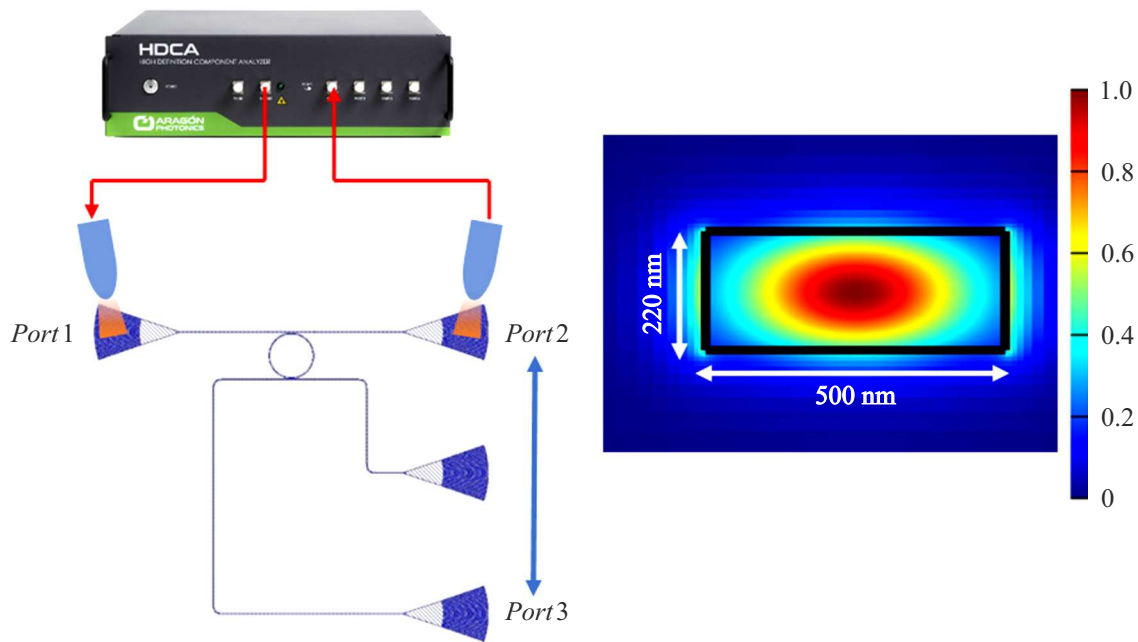 HDCA
HIGH DEFINITION COMPONENT ANALYZER
ARAGÓN
PHOTONICS
Port 1
Port 2
Port 3
220 nm
500 nm
1.0
0.8
0.6
0.4
0.2
0